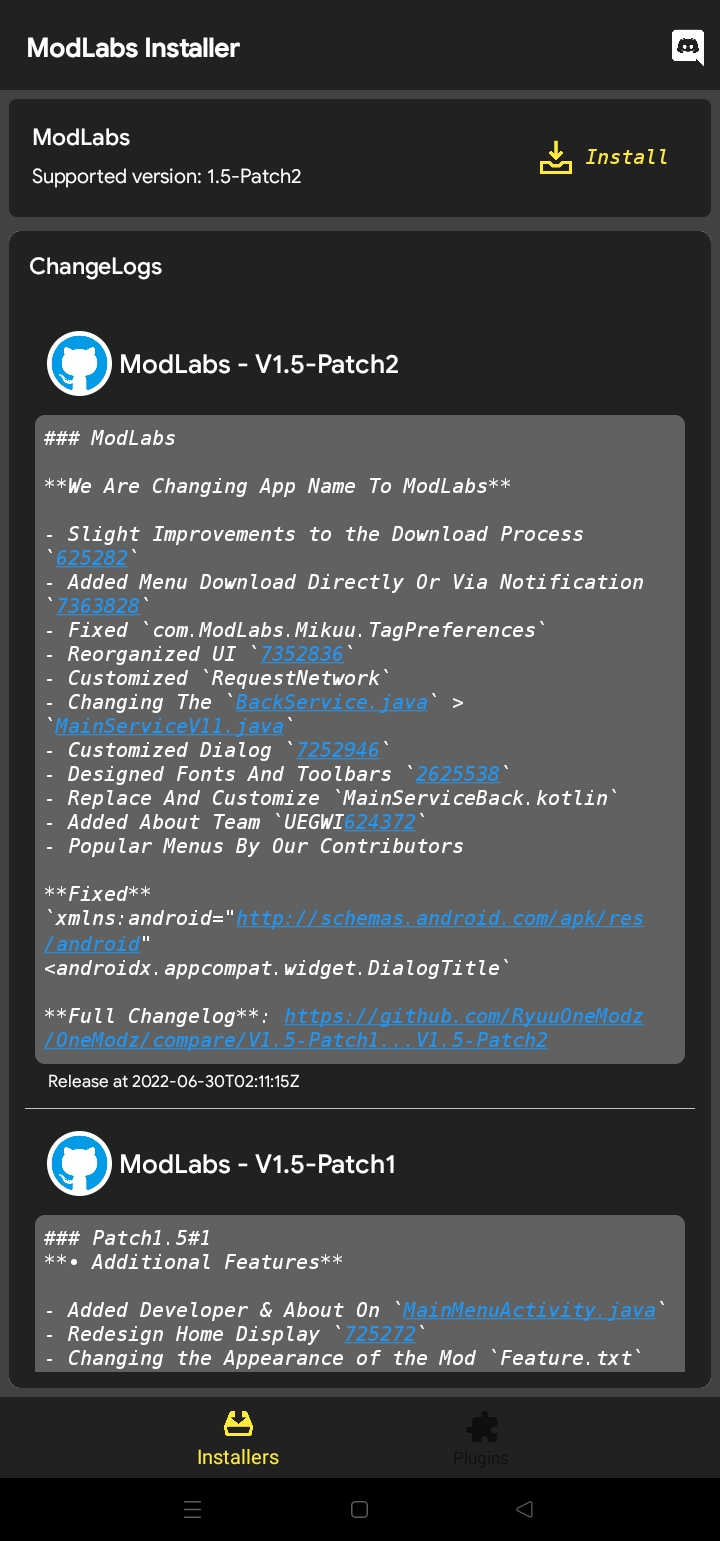 ModLabs Installer
ModLabs
Supported version: 1.5-Patch2
Install
ChangeLogs
ModLabs - V1.5-Patch2
### ModLabs
**We Are Changing App Name To ModLabs**
- Slight Improvements to the Download Process
`625282`
- Added Menu Download Directly Or Via Notification
`7363828`
- Fixed `com.ModLabs.Mikuu.TagPreferences`
- Reorganized UI `7352836`
- Customized `RequestNetwork`
- Changing The `BackService.java` >
`MainServiceV11.java`
- Customized Dialog `7252946`
- Designed Fonts And Toolbars `2625538`
- Replace And Customize `MainServiceBack.kotlin`
- Added About Team `UEGWI624372`
- Popular Menus By Our Contributors
**Fixed**
`xmlns:android="http://schemas.android.com/apk/res
/android"
<androidx.appcompat.widget.DialogTitle`
**Full Changelog**: https://github.com/RyuuOneModz
/OneModz/compare/V1.5-Patch1...V1.5-Patch2
Release at 2022-06-30T02:11:15Z
ModLabs - V1.5-Patch1
### Patch1.5#1
**• Additional Features**
- Added Developer & About On `MainMenuActivity.java`
- Redesign Home Display `725272`
- Changing the Appearance of the Mod `Feature.txt`
Installers
Plugins